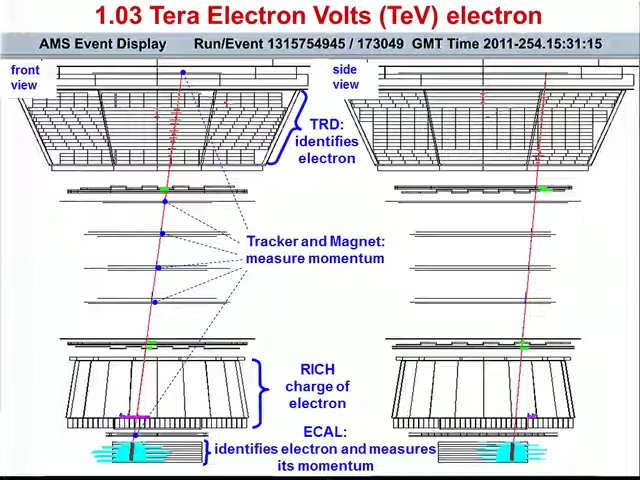 1.03 Tera Electron Volts (TeV) electron
AMS Event Display Run/Event 1315754945 / 173049 GMT Time 2011-254.15:31:15
front
view
side
view
TRD:
identifies
electron
Tracker and Magnet:
measure momentum
RICH
charge of
electron
ECAL:
identifies electron and measures
its momentum